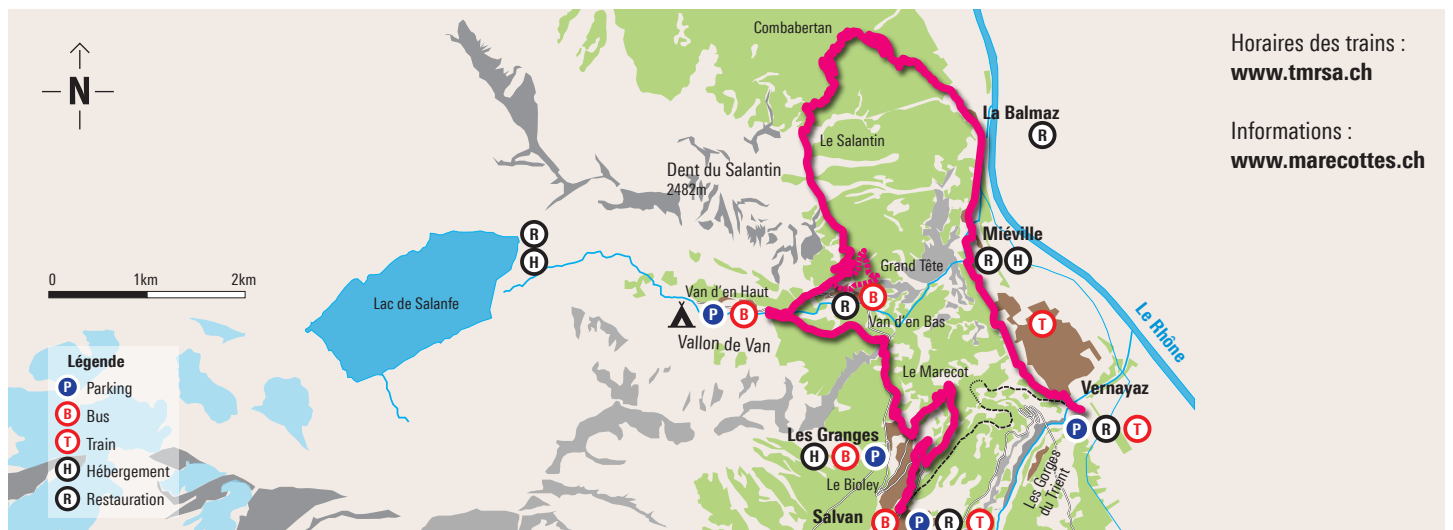 Combabertan
Horaires des trains :
www.tmrsa.ch
N
La Balmaz
R
Informations :
www.marecottes.ch
Le Salantin
Dent du Salantin
2482m
R
H
Miéville
R H
Grand Tête
0 1km 2km
Lac de Salanfe
Van d'en Haut
P B
R B
Van d'en Bas
Vallon de Van
T
Le Rhône
Légende
P Parking
B Bus
T Train
H Hébergement
R Restauration
Le Marecot
Vernayaz
P R T
Les Granges
H B P
Le Bioley
Les Gorges
du Trient
Salvan
B P R T